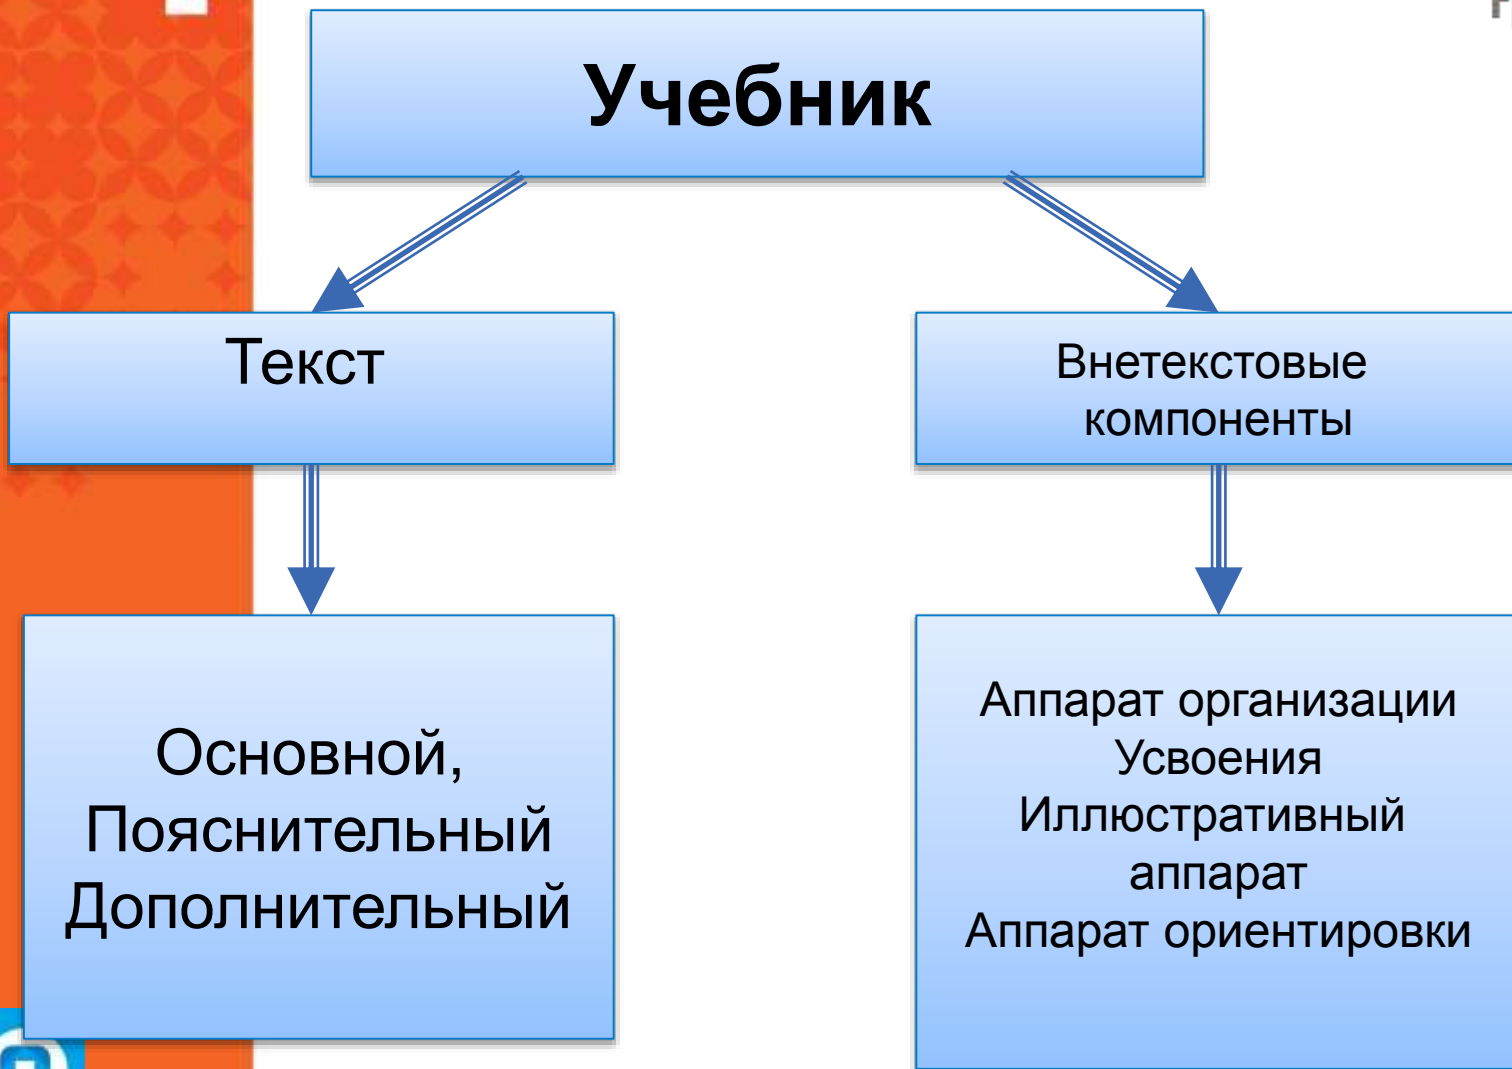 Учебник
Текст
Внетекстовые
компоненты
Основной,
Пояснительный
Дополнительный
Аппарат организации
Усвоения
Иллюстративный
аппарат
Аппарат ориентировки